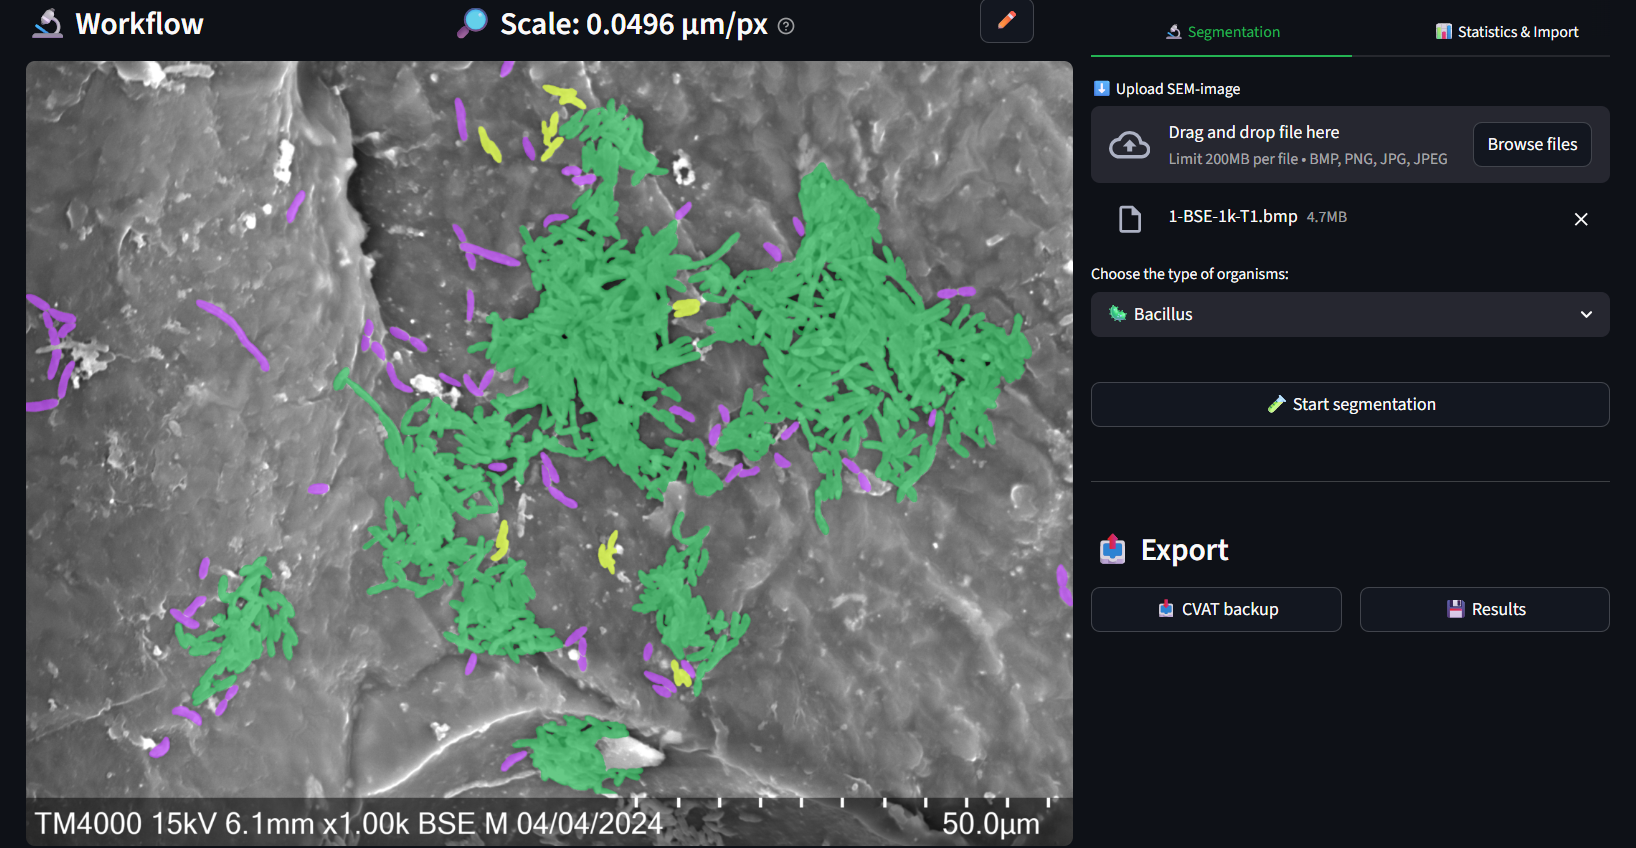 Workflow
Scale: 0.0496 µm/px
Segmentation
Statistics & Import
Upload SEM-image
Drag and drop file here
Limit 200MB per file • BMP, PNG, JPG, JPEG
Browse files
1-BSE-1k-T1.bmp 4.7MB
Choose the type of organisms:
Bacillus
Start segmentation
Export
CVAT backup
Results
TM4000 15kV 6.1mm x1.00k BSE M 04/04/2024
50.0µm